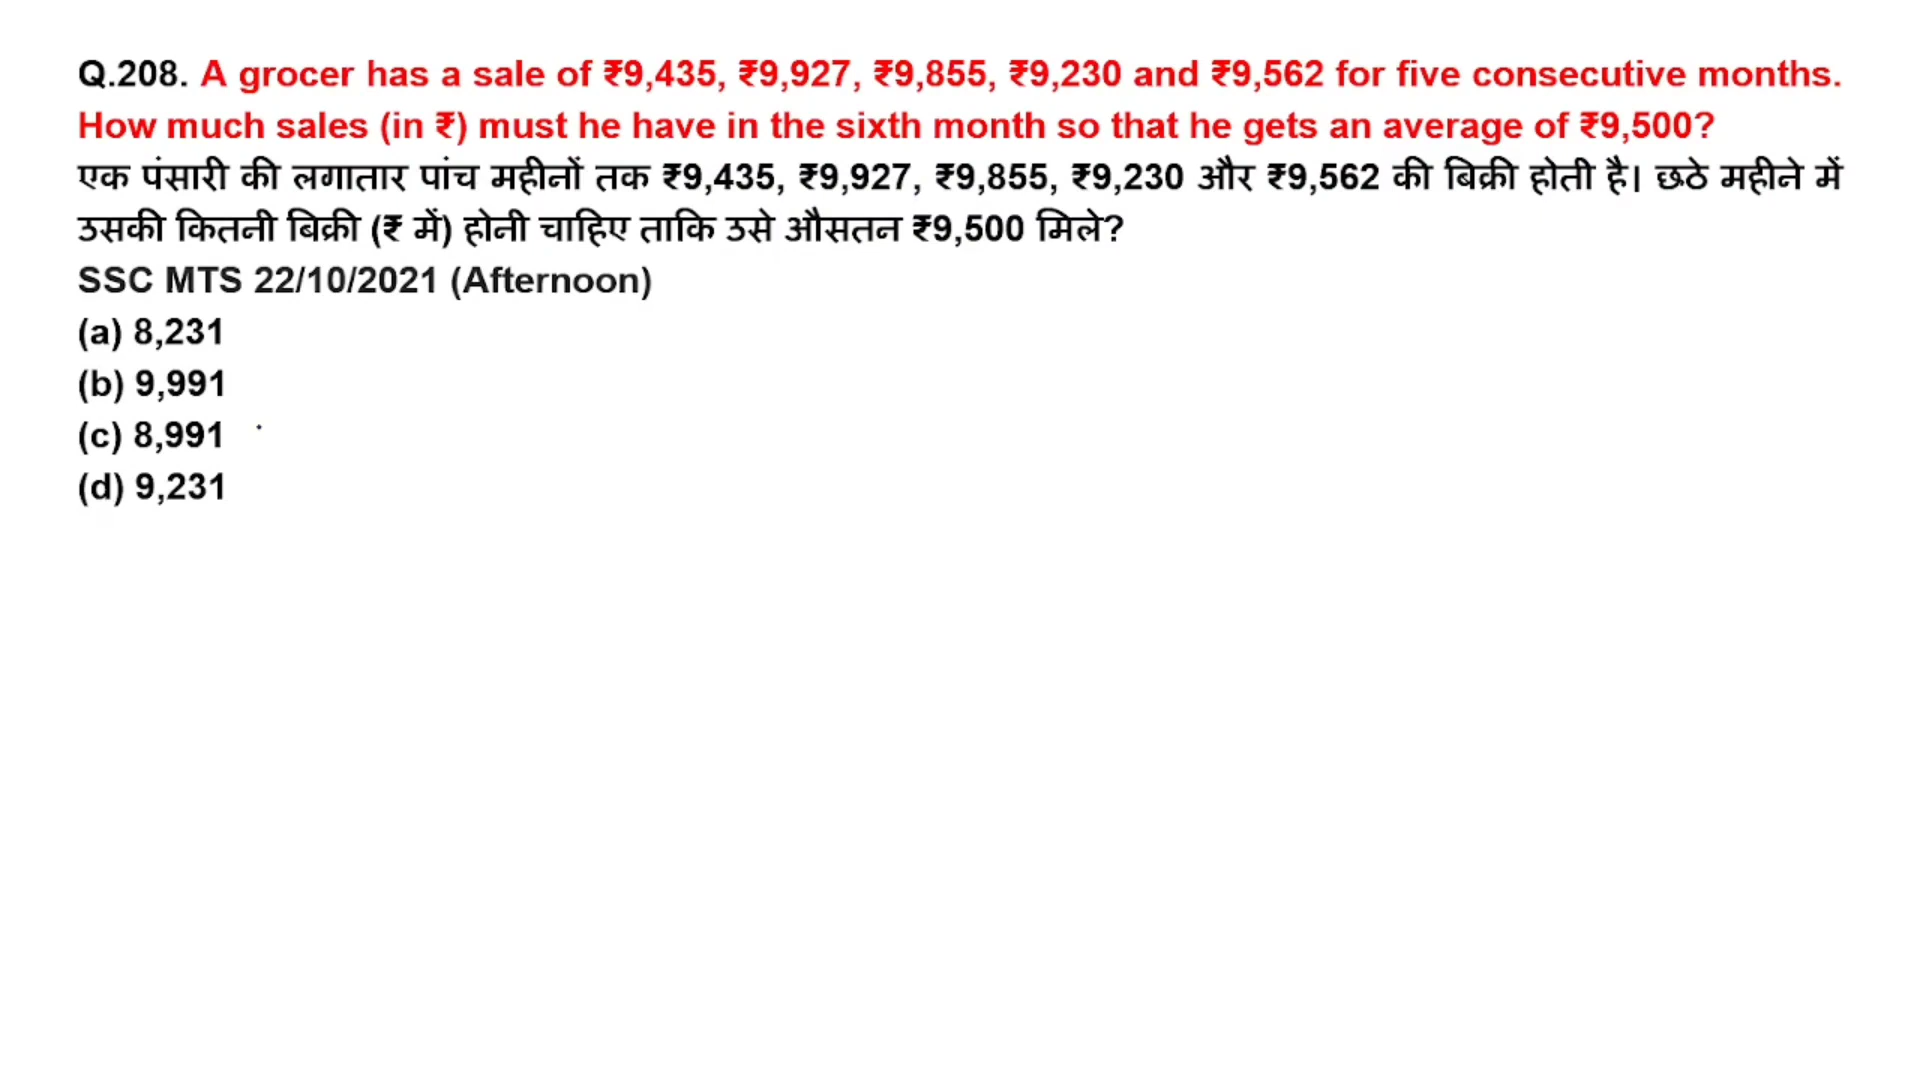 Q.208. A grocer has a sale of ₹9,435, ₹9,927, ₹9,855, ₹9,230 and ₹9,562 for five consecutive months.
How much sales (in ₹) must he have in the sixth month so that he gets an average of ₹9,500?
एक पंसारी की लगातार पांच महीनों तक ₹9,435, ₹9,927, ₹9,855, ₹9,230 और ₹9,562 की बिक्री होती है। छठे महीने में
उसकी कितनी बिक्री (₹ में) होनी चाहिए ताकि उसे औसतन ₹9,500 मिले?
SSC MTS 22/10/2021 (Afternoon)
(a) 8,231
(b) 9,991
(c) 8,991
(d) 9,231